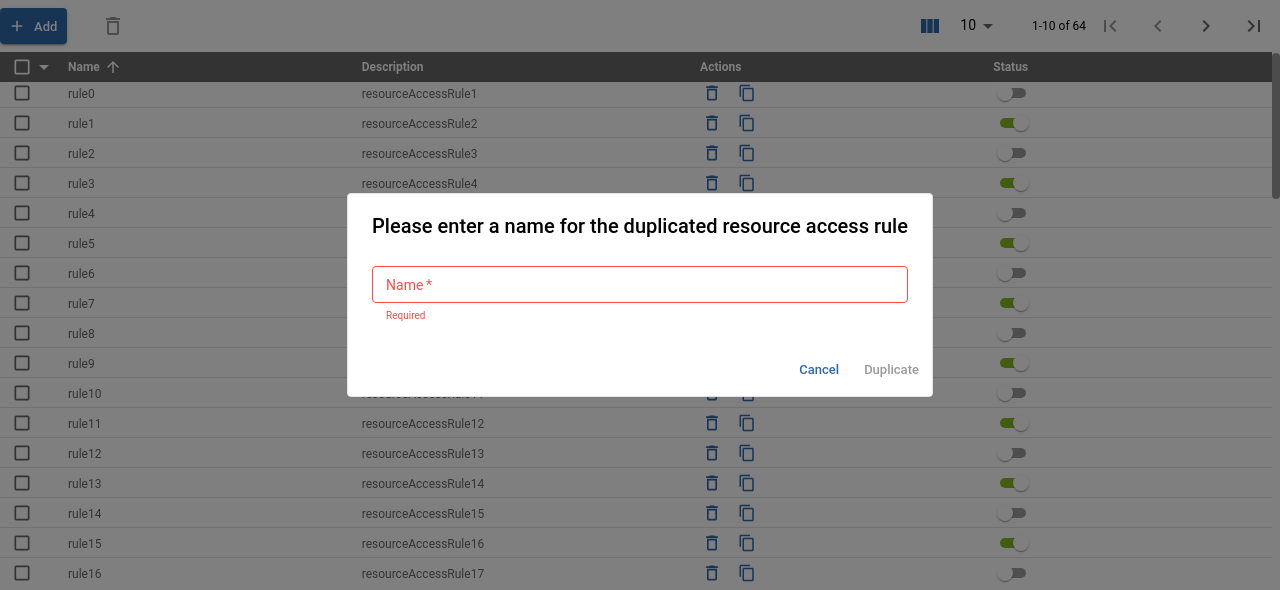 Add 10 1-10 of 64
Name Description Actions Status
rule0 resourceAccessRule1
rule1 resourceAccessRule2
rule2 resourceAccessRule3
rule3 resourceAccessRule4
rule4
rule5
rule6
rule7
rule8
rule9
rule10
rule11 resourceAccessRule12
rule12 resourceAccessRule13
rule13 resourceAccessRule14
rule14 resourceAccessRule15
rule15 resourceAccessRule16
rule16 resourceAccessRule17
Please enter a name for the duplicated resource access rule
Name *
Required
Cancel Duplicate